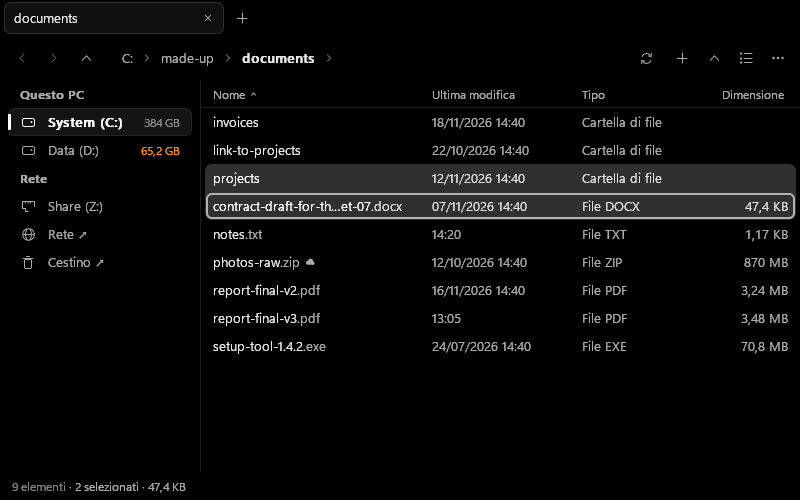 documents
C: made-up documents
Questo PC
System (C:) 384 GB
Data (D:) 65,2 GB
Rete
Share (Z:)
Rete ↗
Cestino ↗
Nome Ultima modifica Tipo Dimensione
invoices 18/11/2026 14:40 Cartella di file
link-to-projects 22/10/2026 14:40 Cartella di file
projects 12/11/2026 14:40 Cartella di file
contract-draft-for-th...et-07.docx 07/11/2026 14:40 File DOCX 47,4 KB
notes.txt 14:20 File TXT 1,17 KB
photos-raw.zip 12/10/2026 14:40 File ZIP 870 MB
report-final-v2.pdf 16/11/2026 14:40 File PDF 3,24 MB
report-final-v3.pdf 13:05 File PDF 3,48 MB
setup-tool-1.4.2.exe 24/07/2026 14:40 File EXE 70,8 MB
9 elementi · 2 selezionati · 47,4 KB